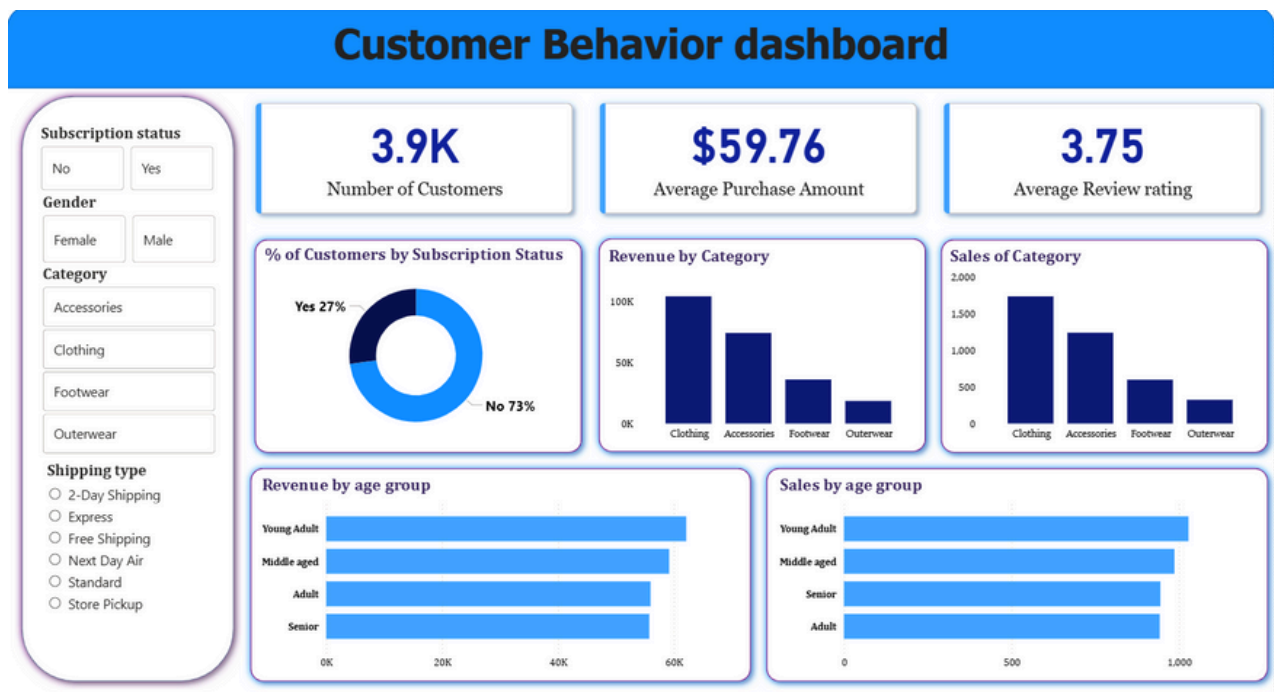 Customer Behavior dashboard
Subscription status
No
Yes
Gender
Female
Male
Category
Accessories
Clothing
Footwear
Outerwear
Shipping type
2-Day Shipping
Express
Free Shipping
Next Day Air
Standard
Store Pickup
3.9K
Number of Customers
$59.76
Average Purchase Amount
3.75
Average Review rating
% of Customers by Subscription Status
Yes 27%
No 73%
Revenue by Category
100K
50K
0K
Clothing Accessories Footwear Outerwear
Sales of Category
2,000
1,500
1,000
500
0
Clothing Accessories Footwear Outerwear
Revenue by age group
Young Adult
Middle aged
Adult
Senior
0K 20K 40K 60K
Sales by age group
Young Adult
Middle aged
Senior
Adult
0 500 1,000